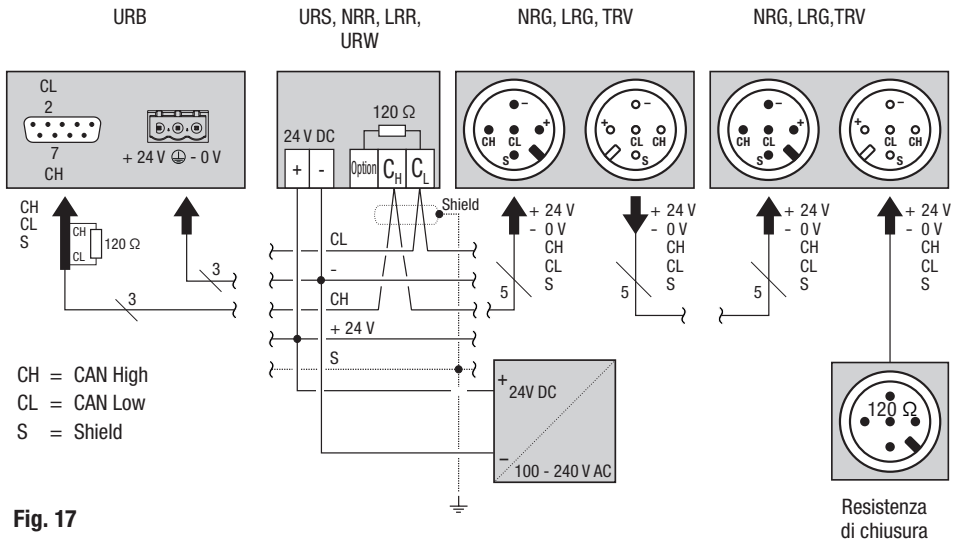 URB
URS, NRR, LRR,
URW
NRG, LRG, TRV
NRG, LRG,TRV
CL
2
7
CH
+ 24 V - 0 V
120 Ω
24 V DC
+ -
Option CH CL
- + CH CL S
- + CL CH S
- + CH CL S
- + CL CH S
CH
CL
S
CH
CL
120 Ω
3
3
Shield
CL
-
CH
+ 24 V
S
+ 24 V
- 0 V
CH
CL
S
5
+ 24 V
- 0 V
CH
CL
S
5
+ 24 V
- 0 V
CH
CL
S
5
+ 24 V
- 0 V
CH
CL
S
CH = CAN High
CL = CAN Low
S = Shield
+
24V DC
-
100 - 240 V AC
120 Ω
Resistenza
di chiusura
Fig. 17